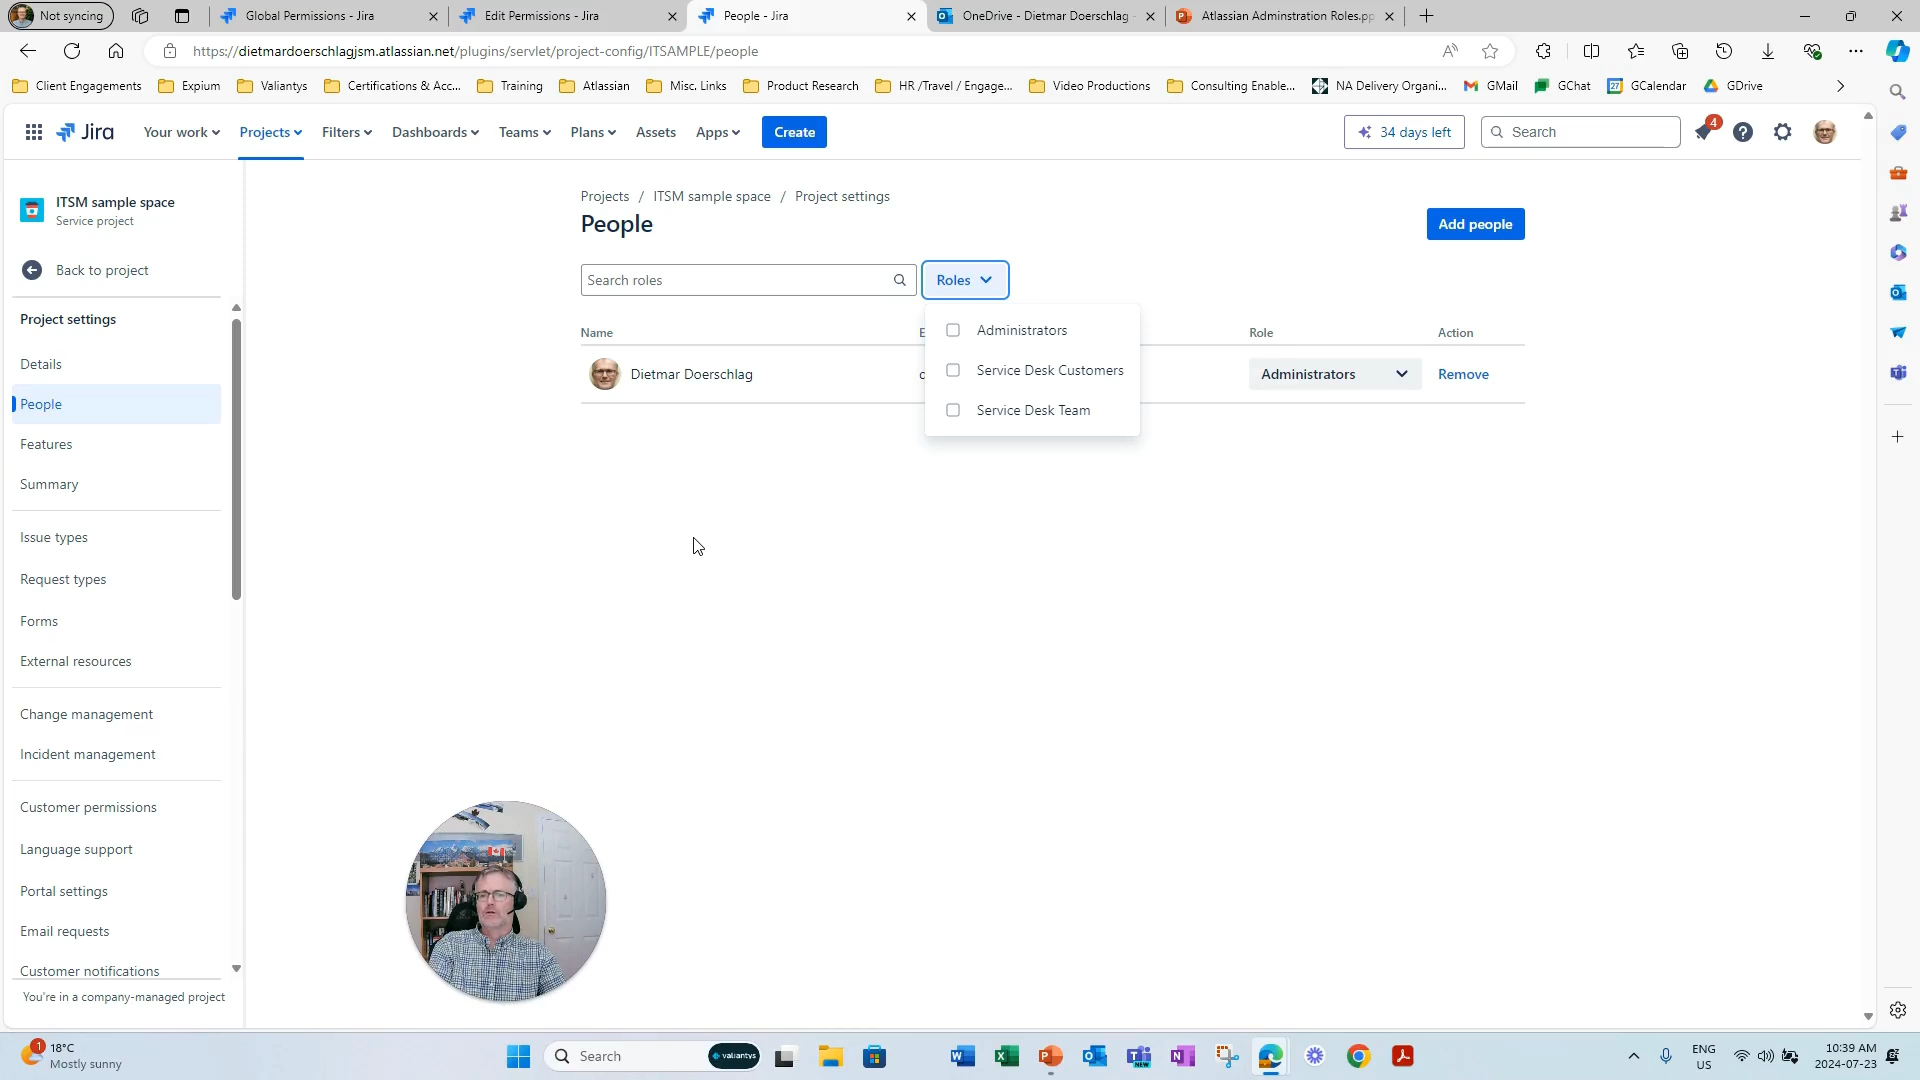 Not syncing
Global Permissions - Jira
Edit Permissions - Jira
People - Jira
OneDrive - Dietmar Doerschlag -
Atlassian Adminstration Roles.pp
https://dietmardoerschlagjsm.atlassian.net/plugins/servlet/project-config/ITSAMPLE/people
Client Engagements
Expium
Valiantys
Certifications & Acc...
Training
Atlassian
Misc. Links
Product Research
HR /Travel / Engage...
Video Productions
Consulting Enable...
NA Delivery Organi...
GMail
GChat
27
GCalendar
GDrive
Jira
Your work
Projects
Filters
Dashboards
Teams
Plans
Assets
Apps
Create
34 days left
Search
4
ITSM sample space
Service project
Back to project
Project settings
Details
People
Features
Summary
Issue types
Request types
Forms
External resources
Change management
Incident management
Customer permissions
Language support
Portal settings
Email requests
Customer notifications
You're in a company-managed project
Projects / ITSM sample space / Project settings
People
Add people
Search roles
Roles
Administrators
Service Desk Customers
Service Desk Team
Name
Role
Action
Dietmar Doerschlag
Administrators
Remove
1
18°C
Mostly sunny
Search
valiantys
NEW
ENG
US
10:39 AM
2024-07-23